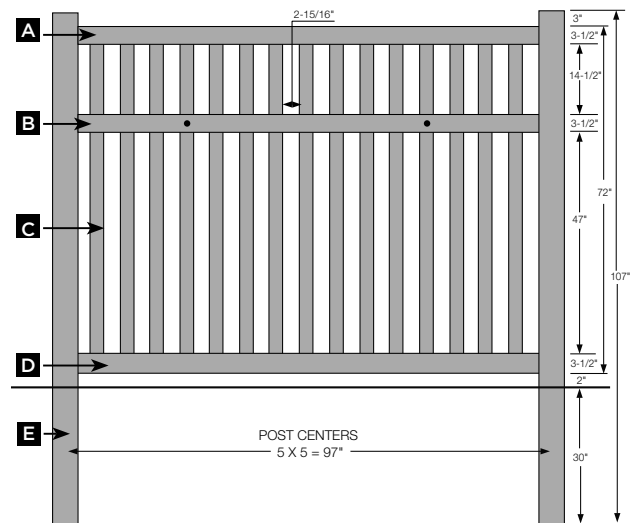 2-15/16"
3"
A
3-1/2"
14-1/2"
B
3-1/2"
72"
C
47"
107"
D
3-1/2"
2"
E
POST CENTERS
5 X 5 = 97"
30"